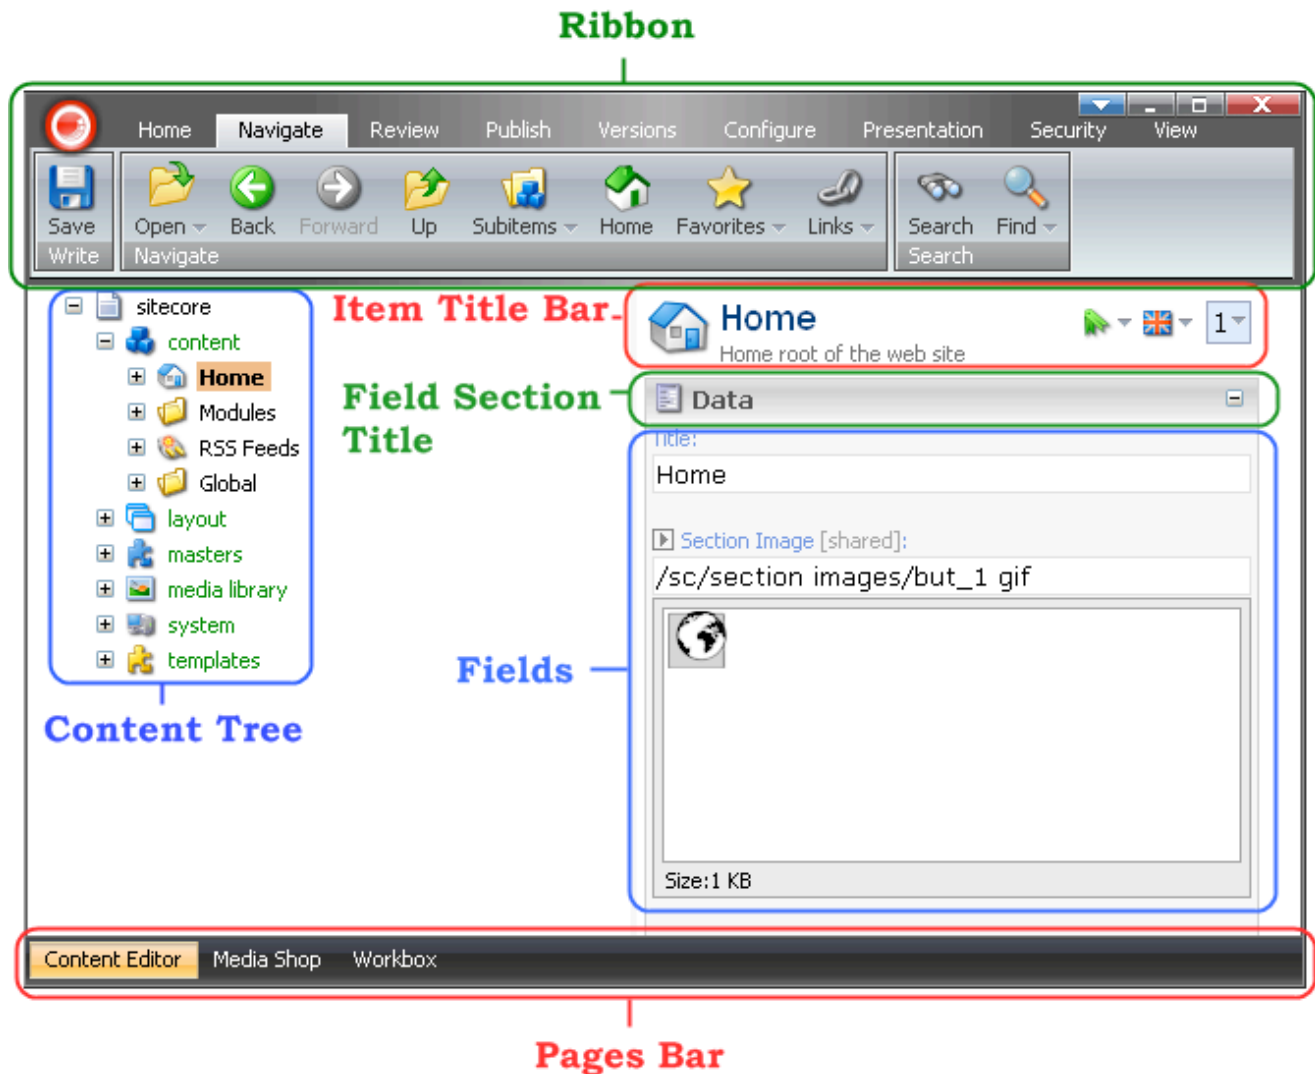 Ribbon
Home Navigate Review Publish Versions Configure Presentation Security View
Save Open Back Forward Up Subitems Home Favorites Links Search Find
Write Navigate Search
sitecore
content
Home
Modules
RSS Feeds
Global
layout
masters
media library
system
templates
Content Tree
Item Title Bar
Home
Home root of the web site
1
Field Section
Title
Data
Title:
Home
Section Image [shared]:
/sc/section images/but_1 gif
Fields
Size:1 KB
Content Editor Media Shop Workbox
Pages Bar